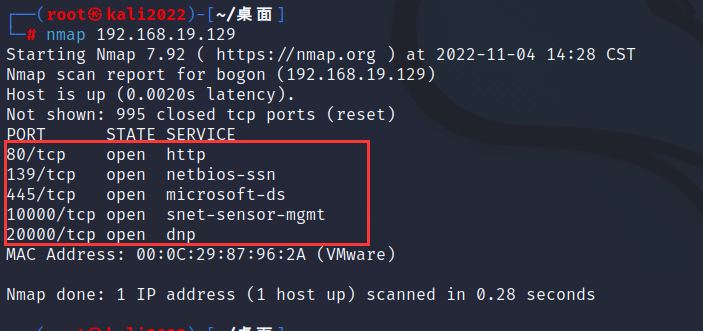 ┌──(root㉿kali2022)-[~/桌面]
└─# nmap 192.168.19.129
Starting Nmap 7.92 ( https://nmap.org ) at 2022-11-04 14:28 CST
Nmap scan report for bogon (192.168.19.129)
Host is up (0.0020s latency).
Not shown: 995 closed tcp ports (reset)
PORT      STATE SERVICE
80/tcp    open  http
139/tcp   open  netbios-ssn
445/tcp   open  microsoft-ds
10000/tcp open  snet-sensor-mgmt
20000/tcp open  dnp
MAC Address: 00:0C:29:87:96:2A (VMware)
Nmap done: 1 IP address (1 host up) scanned in 0.28 seconds
┌──(root㉿kali2022)-[~/桌面]